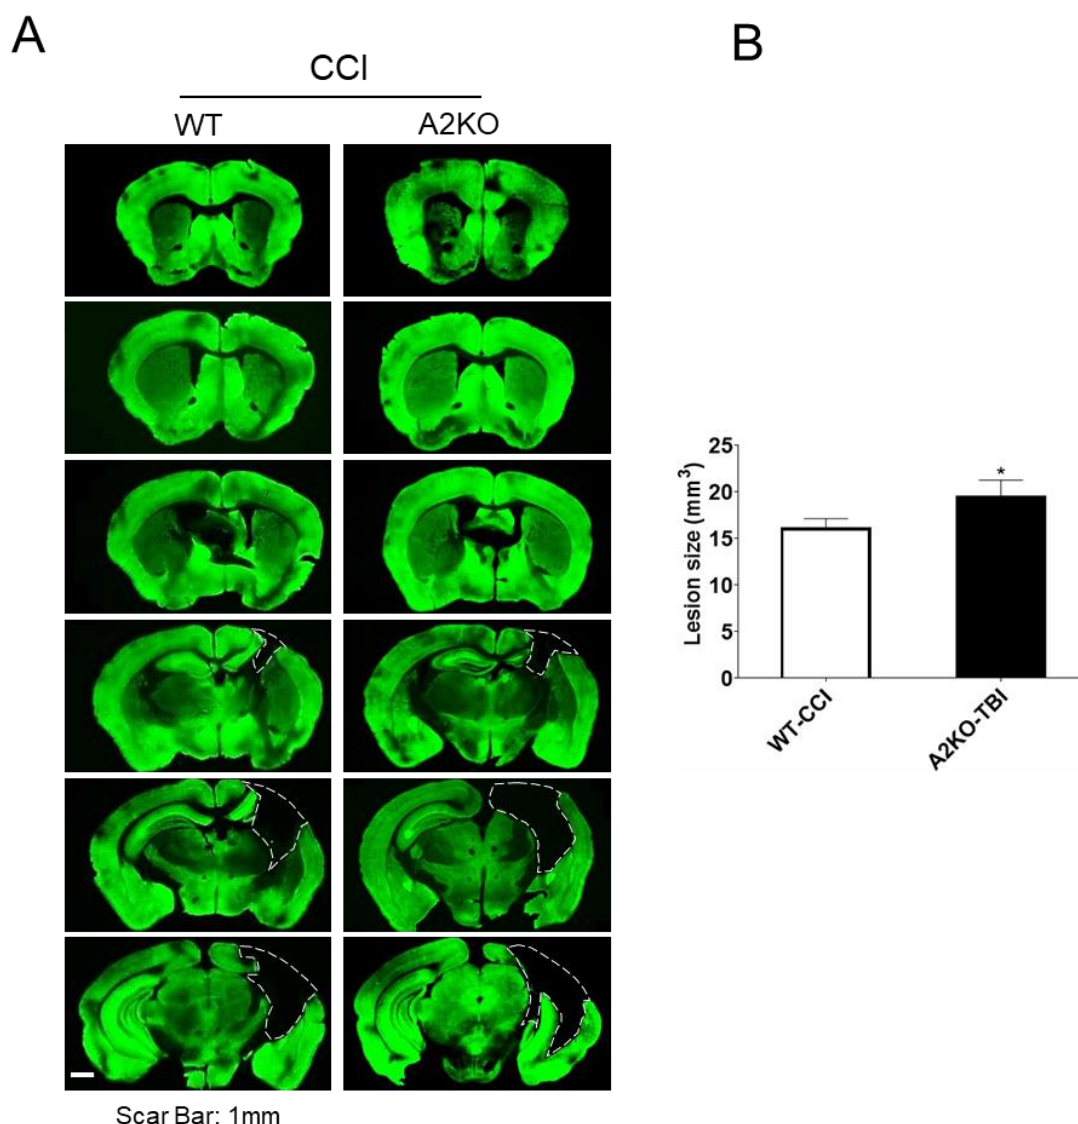 A
B
CCI
WT
A2KO
Scar Bar: 1mm
Lesion size (mm³)
25
20
15
10
5
0
*
WT-CCI
A2KO-TBI